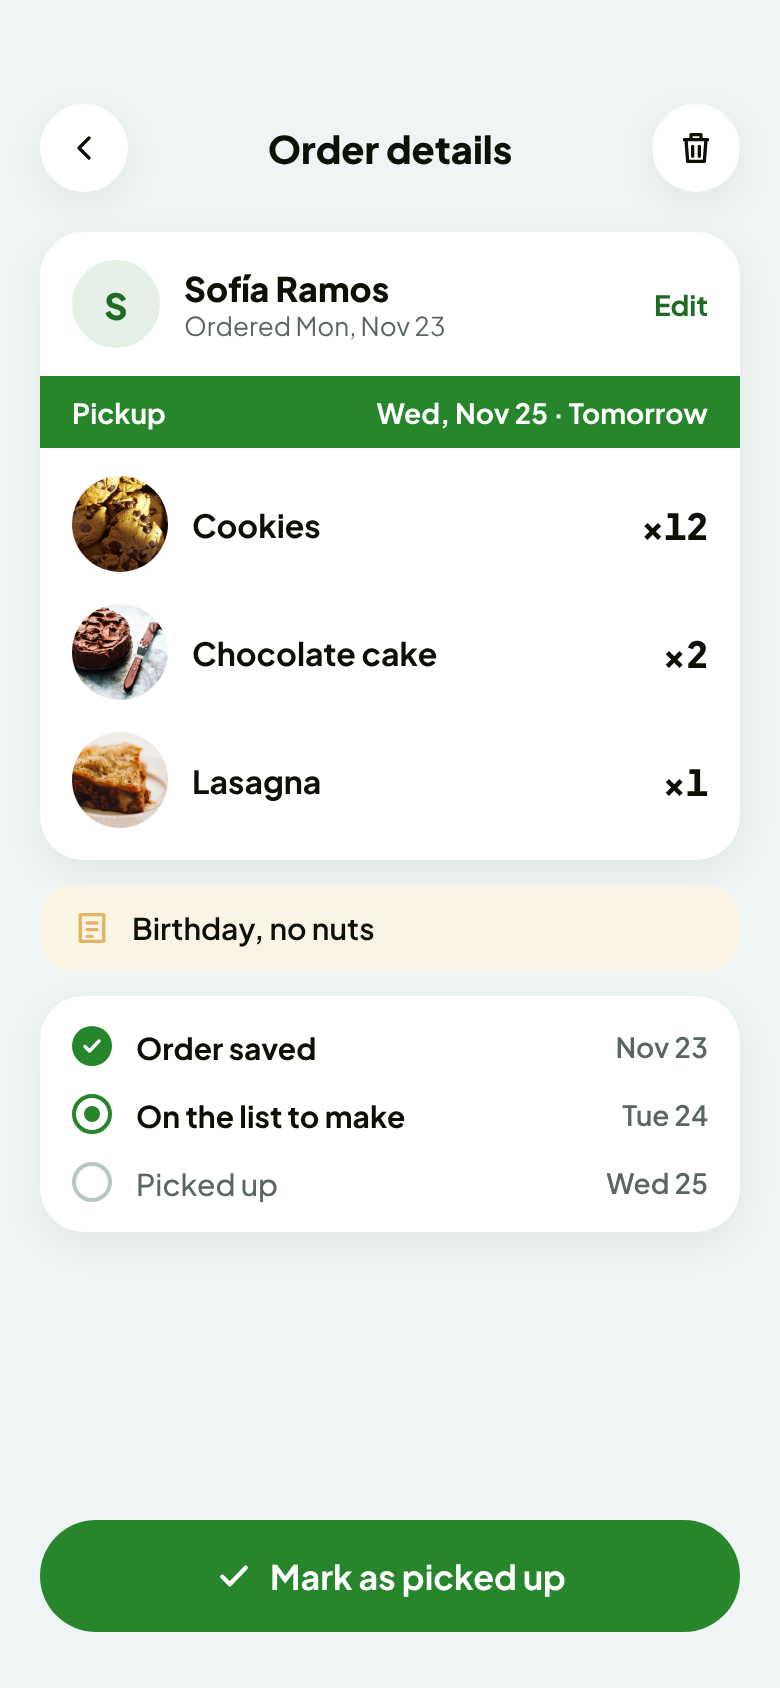 Order details
S
Sofía Ramos
Edit
Ordered Mon, Nov 23
Pickup
Wed, Nov 25 · Tomorrow
Cookies
×12
Chocolate cake
×2
Lasagna
×1
Birthday, no nuts
Order saved
Nov 23
On the list to make
Tue 24
Picked up
Wed 25
Mark as picked up